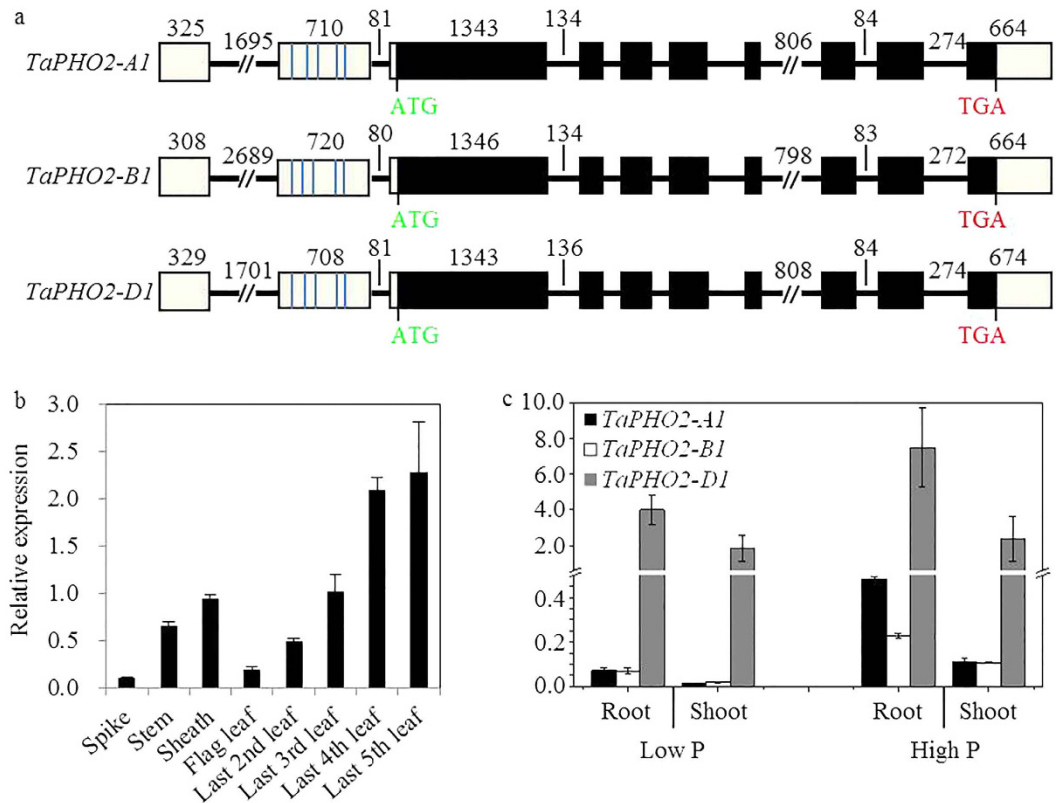 a
325 1695 710 81 1343 134 806 84 274 664
TaPHO2-A1
ATG TGA
308 2689 720 80 1346 134 798 83 272 664
TaPHO2-B1
ATG TGA
329 1701 708 81 1343 136 808 84 274 674
TaPHO2-D1
ATG TGA
b
Relative expression
3.0
2.5
2.0
1.5
1.0
0.5
0.0
Spike
Stem
Sheath
Flag leaf
Last 2nd leaf
Last 3rd leaf
Last 4th leaf
Last 5th leaf
c
10.0
8.0
6.0
4.0
2.0
0.4
0.2
0.0
TaPHO2-A1
TaPHO2-B1
TaPHO2-D1
Root Shoot Root Shoot
Low P High P